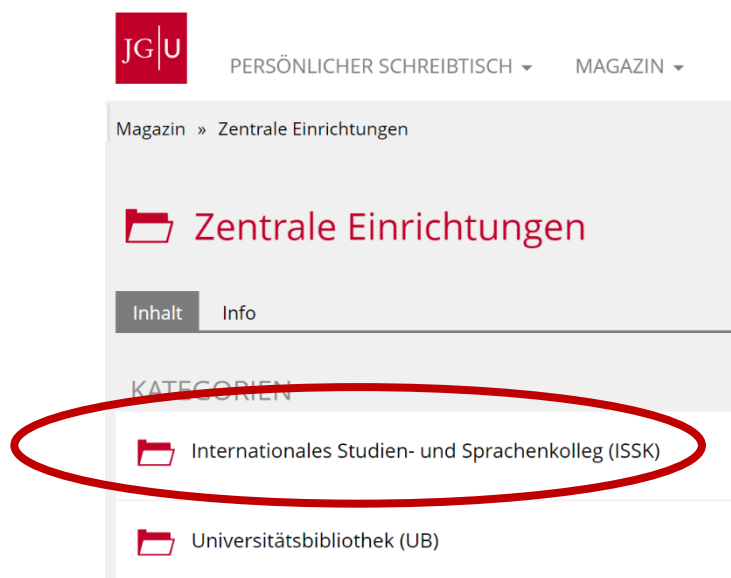 JG|U
PERSÖNLICHER SCHREIBTISCH MAGAZIN
Magazin » Zentrale Einrichtungen
Zentrale Einrichtungen
Inhalt Info
KATEGORIEN
Internationales Studien- und Sprachenkolleg (ISSK)
Universitätsbibliothek (UB)